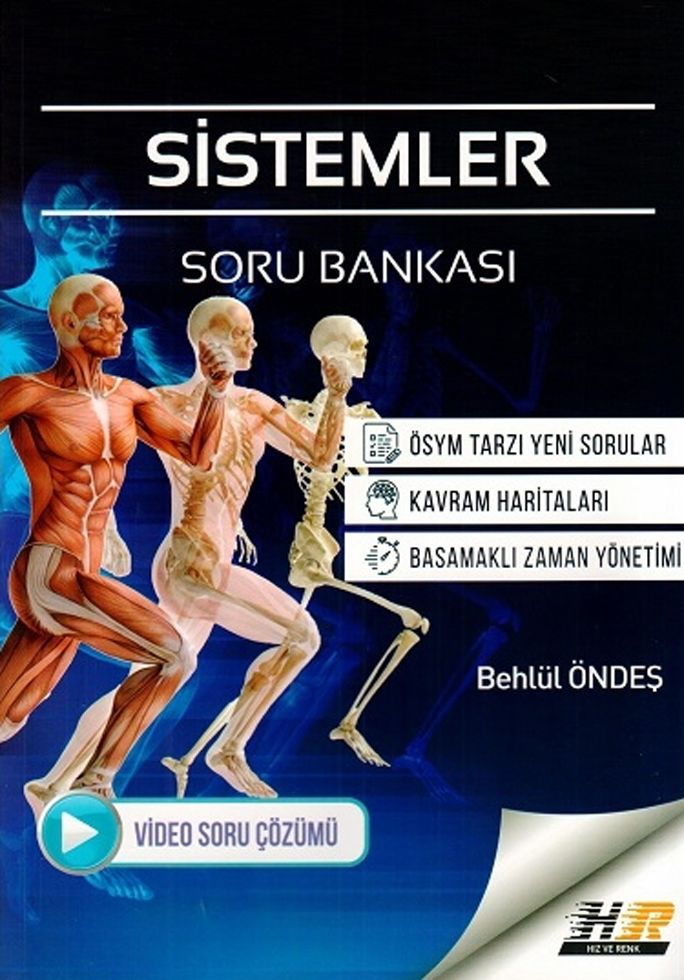 SİSTEMLER
SORU BANKASI
ÖSYM TARZI YENİ SORULAR
KAVRAM HARİTALARI
BASAMAKLI ZAMAN YÖNETİMİ
Behlül ÖNDEŞ
VİDEO SORU ÇÖZÜMÜ
HR
HIZ VE RENK